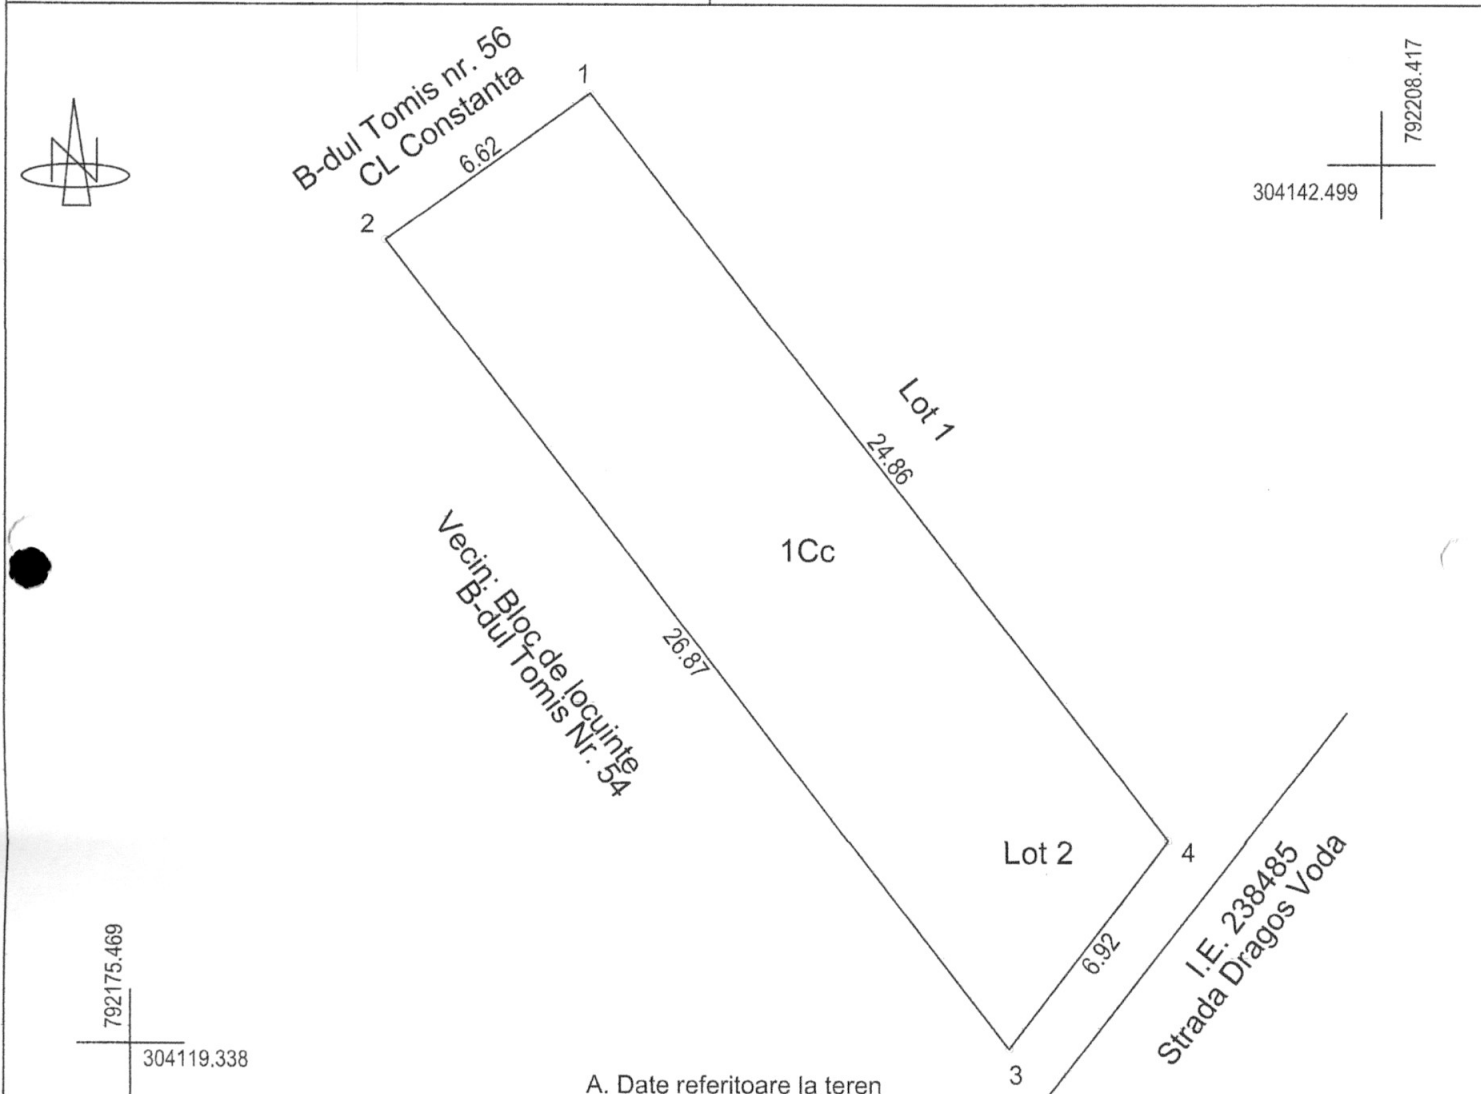 B-dul Tomis nr. 56
CL Constanta
1
6.62
2
N
792208.417
304142.499
Lot 1
24.86
1Cc
Vecin: Bloc de locuinte
B-dul Tomis Nr. 54
26.87
Lot 2
4
I.E. 238485
Strada Dragos Voda
6.92
3
792175.469
304119.338
A. Date referitoare la teren